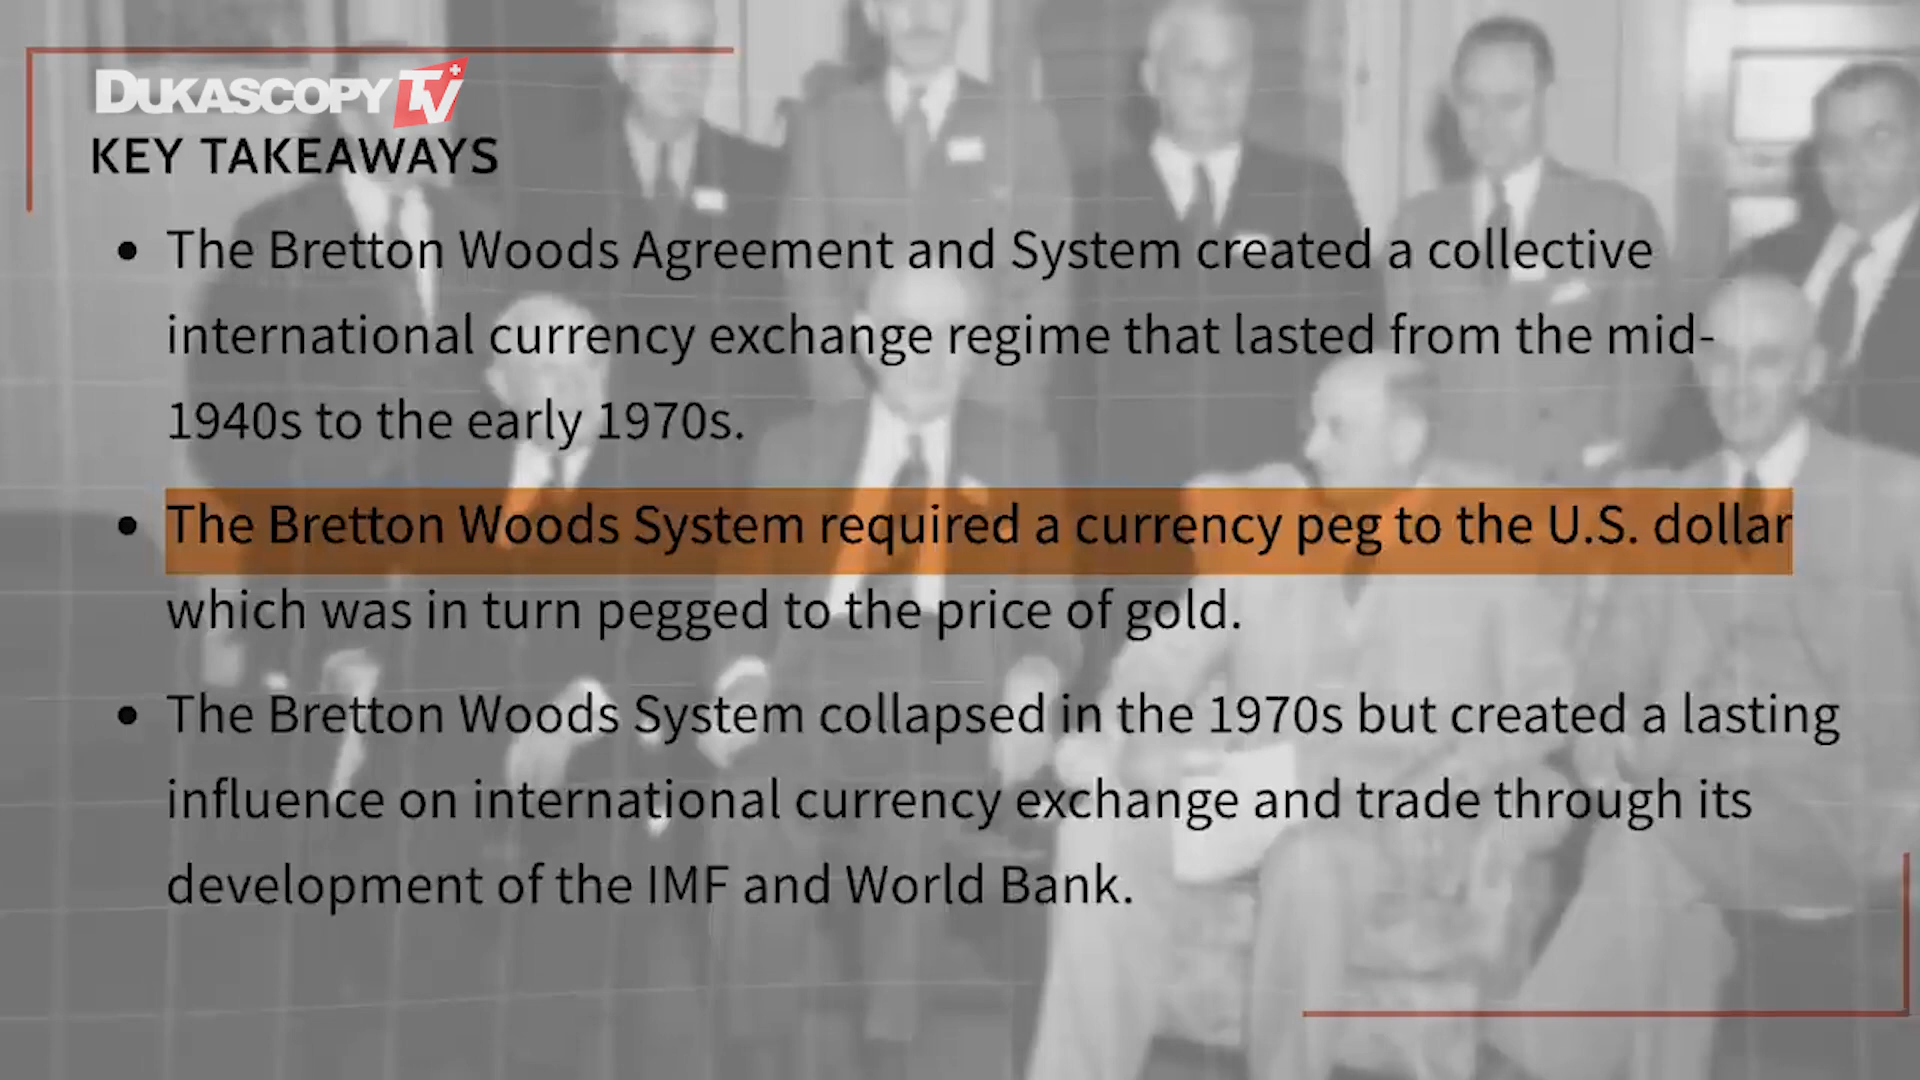 DUKASCOPY TV
KEY TAKEAWAYS
• The Bretton Woods Agreement and System created a collective
international currency exchange regime that lasted from the mid-
1940s to the early 1970s.
• The Bretton Woods System required a currency peg to the U.S. dollar
which was in turn pegged to the price of gold.
• The Bretton Woods System collapsed in the 1970s but created a lasting
influence on international currency exchange and trade through its
development of the IMF and World Bank.